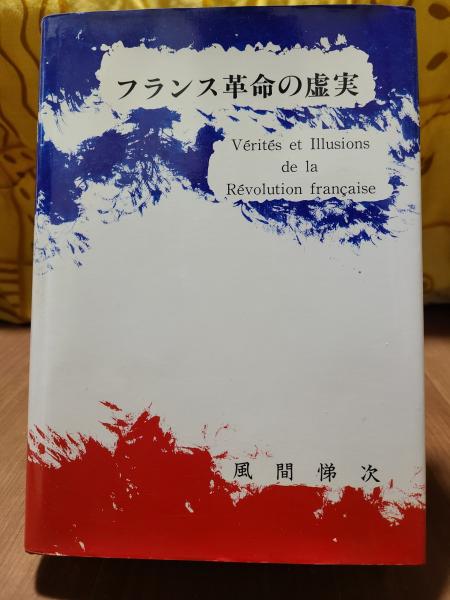 フランス革命の虚実
Vérités et Illusions
de la
Révolution française
風間悌次